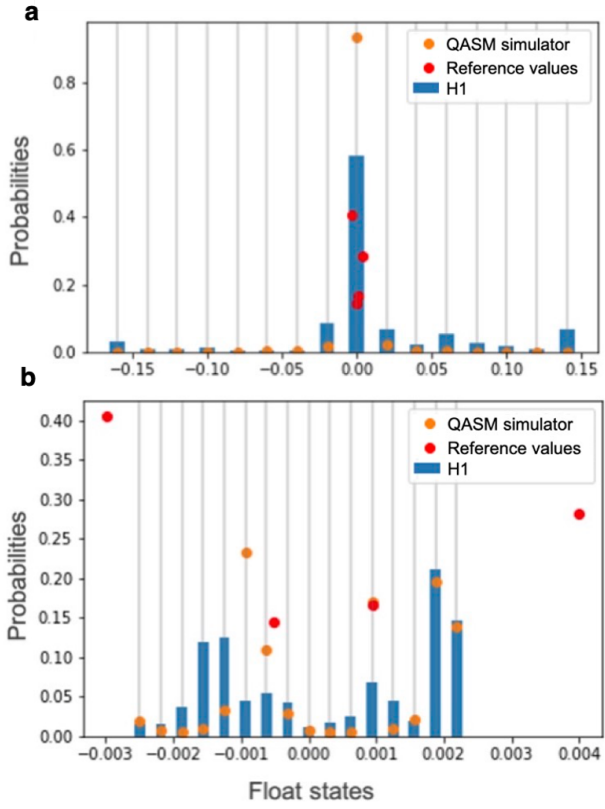 a
QASM simulator
Reference values
H1
Probabilities
0.8
0.6
0.4
0.2
0.0
−0.15 −0.10 −0.05 0.00 0.05 0.10 0.15
b
QASM simulator
Reference values
H1
Probabilities
0.40
0.35
0.30
0.25
0.20
0.15
0.10
0.05
0.00
−0.003 −0.002 −0.001 0.000 0.001 0.002 0.003 0.004
Float states